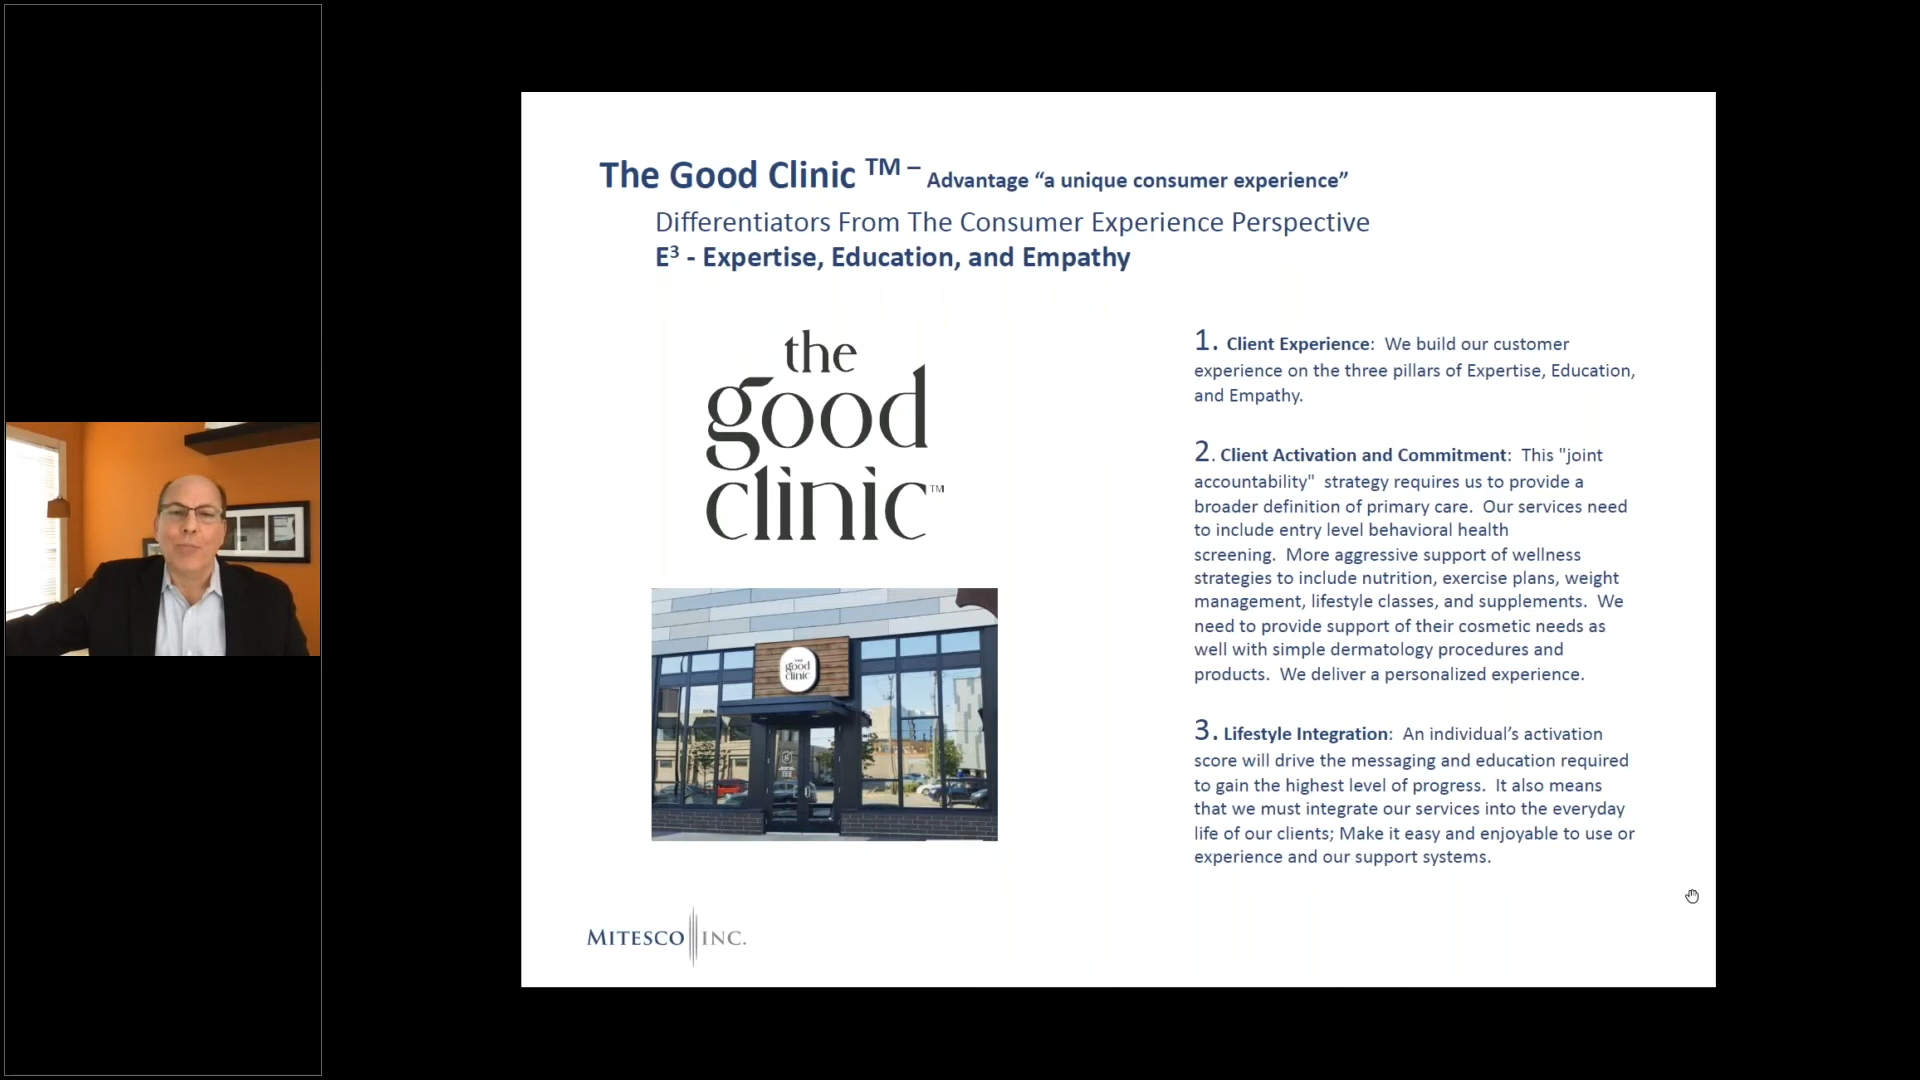 The Good Clinic ™ – Advantage “a unique consumer experience”
Differentiators From The Consumer Experience Perspective
E³ - Expertise, Education, and Empathy
the
good
clinic™
THE
good
clinic
1. Client Experience:  We build our customer
experience on the three pillars of Expertise, Education,
and Empathy.
2. Client Activation and Commitment:  This "joint
accountability"  strategy requires us to provide a
broader definition of primary care.  Our services need
to include entry level behavioral health
screening.  More aggressive support of wellness
strategies to include nutrition, exercise plans, weight
management, lifestyle classes, and supplements.  We
need to provide support of their cosmetic needs as
well with simple dermatology procedures and
products.  We deliver a personalized experience.
3. Lifestyle Integration:  An individual’s activation
score will drive the messaging and education required
to gain the highest level of progress.  It also means
that we must integrate our services into the everyday
life of our clients; Make it easy and enjoyable to use or
experience and our support systems.
MITESCO INC.